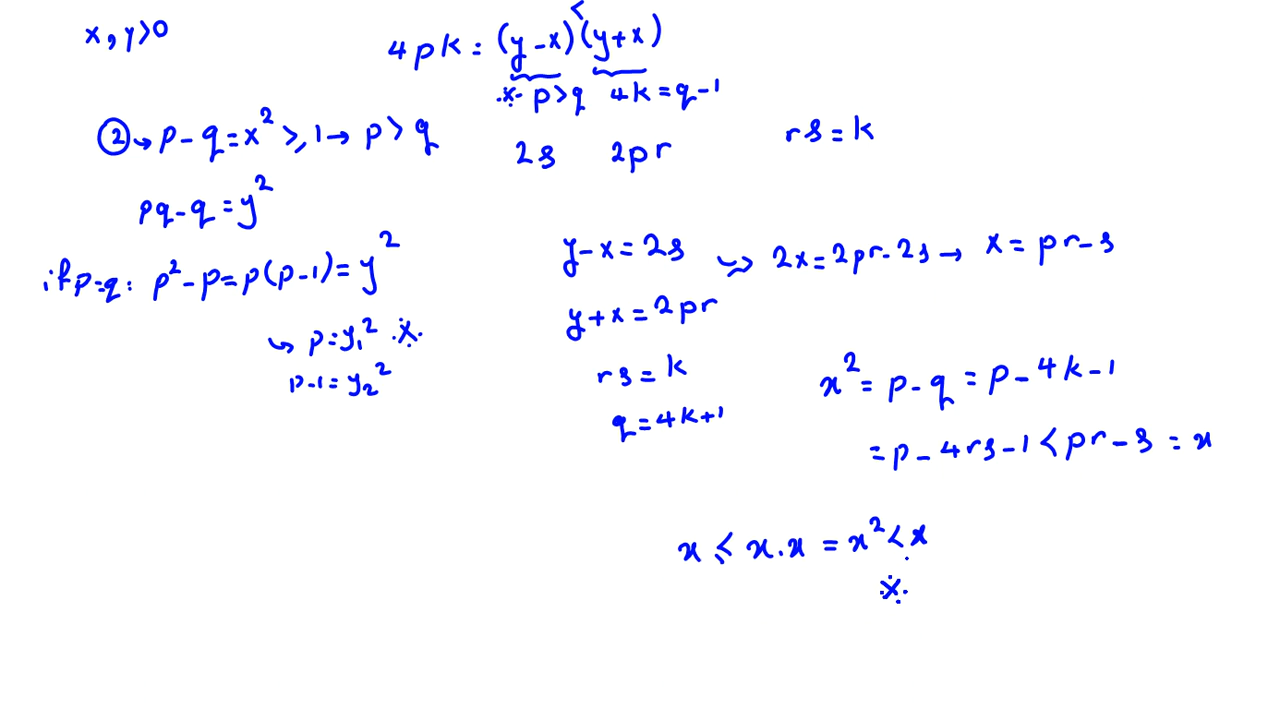 x, y>0
4pk = (y-x)<(y+x)
※ p>q 4k=q-1
② → p-q=x² ⩾ 1 → p>q
2s 2pr
rs=k
pq-q=y²
if p=q: p²-p=p(p-1)=y²
↪ p=y₁² ※
p-1=y₂²
y-x=2s ↪ 2x=2pr-2s → x=pr-s
y+x=2pr
rs=k
q=4k+1
x²=p-q=p-4k-1
=p-4rs-1<pr-s=x
x ⩽ x.x = x² < x
※